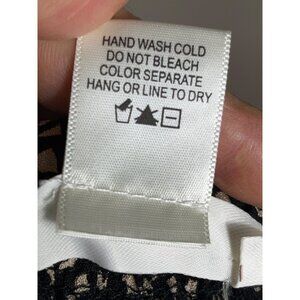 HAND WASH COLD
DO NOT BLEACH
COLOR SEPARATE
HANG OR LINE TO DRY